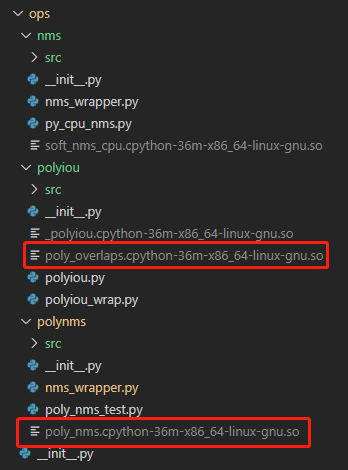 ops
nms
src
__init__.py
nms_wrapper.py
py_cpu_nms.py
soft_nms_cpu.cpython-36m-x86_64-linux-gnu.so
polyiou
src
__init__.py
_polyiou.cpython-36m-x86_64-linux-gnu.so
poly_overlaps.cpython-36m-x86_64-linux-gnu.so
polyiou.py
polyiou_wrap.py
polynms
src
__init__.py
nms_wrapper.py
poly_nms_test.py
poly_nms.cpython-36m-x86_64-linux-gnu.so
__init__.py